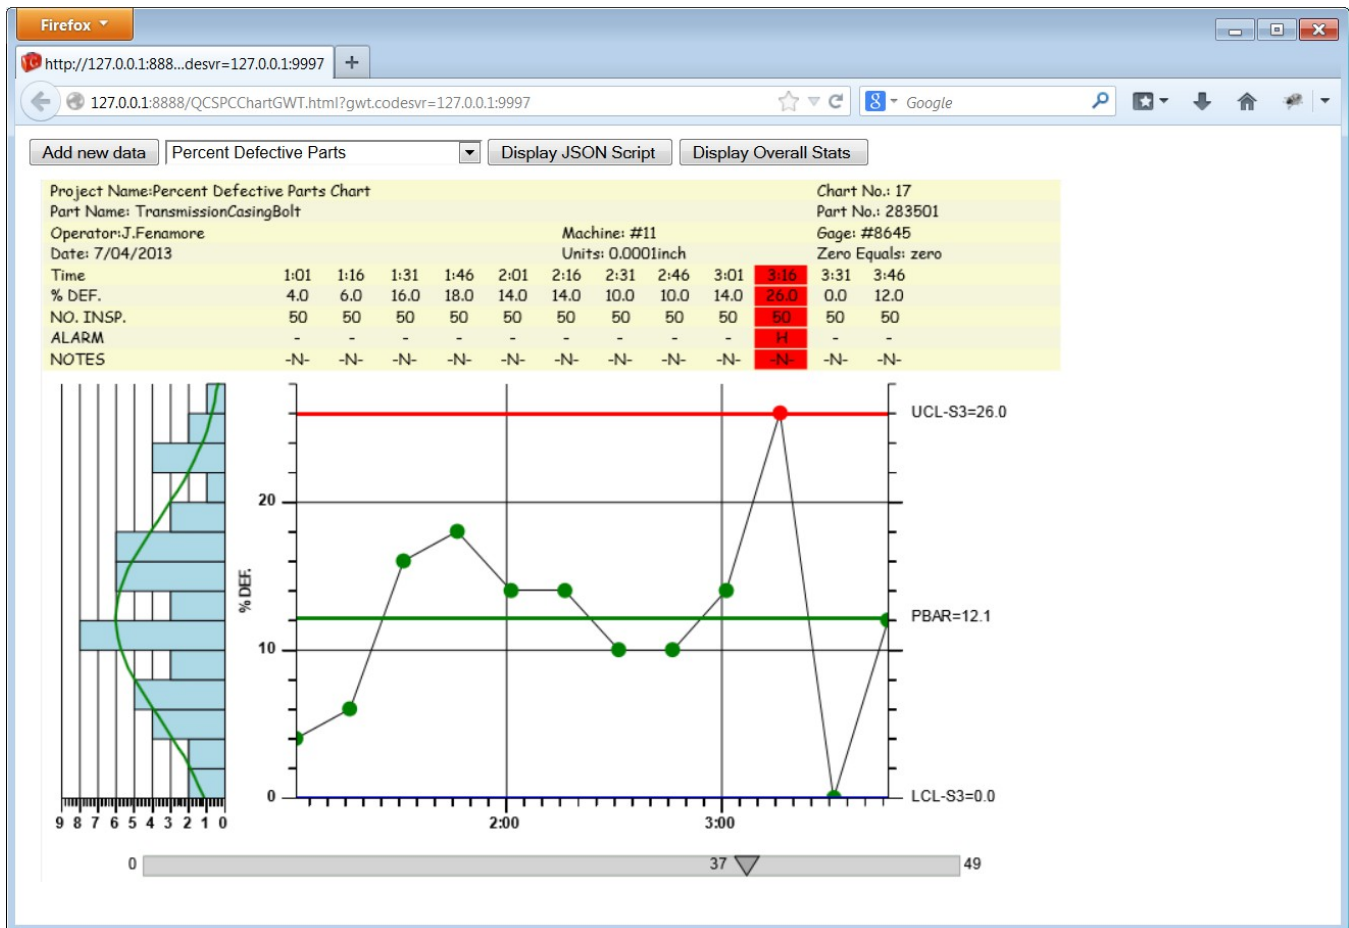 Firefox
http://127.0.0.1:888...desvr=127.0.0.1:9997
127.0.0.1:8888/QCSPCChartGWT.html?gwt.codesvr=127.0.0.1:9997
8 Google
Add new data Percent Defective Parts Display JSON Script Display Overall Stats
Project Name:Percent Defective Parts Chart Chart No.: 17
Part Name: TransmissionCasingBolt Part No.: 283501
Operator:J.Fenamore Machine: #11 Gage: #8645
Date: 7/04/2013 Units: 0.0001inch Zero Equals: zero
Time 1:01 1:16 1:31 1:46 2:01 2:16 2:31 2:46 3:01 3:16 3:31 3:46
% DEF. 4.0 6.0 16.0 18.0 14.0 14.0 10.0 10.0 14.0 26.0 0.0 12.0
NO. INSP. 50 50 50 50 50 50 50 50 50 50 50 50
ALARM - - - - - - - - - H - -
NOTES -N- -N- -N- -N- -N- -N- -N- -N- -N- -N- -N- -N-
UCL-S3=26.0
20
% DEF.
PBAR=12.1
10
0 LCL-S3=0.0
9 8 7 6 5 4 3 2 1 0 2:00 3:00
0 37 49